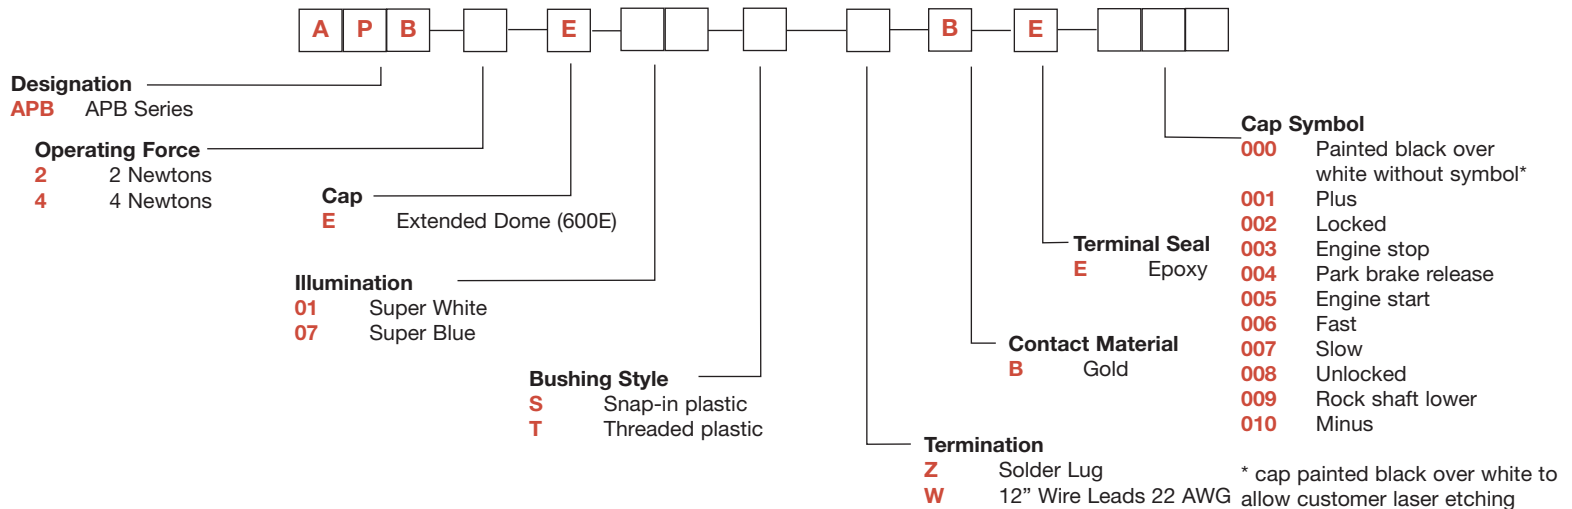 A P B E B E
Designation
APB APB Series
Operating Force
2 2 Newtons
4 4 Newtons
Cap
E Extended Dome (600E)
Illumination
01 Super White
07 Super Blue
Bushing Style
S Snap-in plastic
T Threaded plastic
Termination
Z Solder Lug
W 12” Wire Leads 22 AWG
Contact Material
B Gold
Terminal Seal
E Epoxy
Cap Symbol
000 Painted black over
white without symbol*
001 Plus
002 Locked
003 Engine stop
004 Park brake release
005 Engine start
006 Fast
007 Slow
008 Unlocked
009 Rock shaft lower
010 Minus
* cap painted black over white to
allow customer laser etching